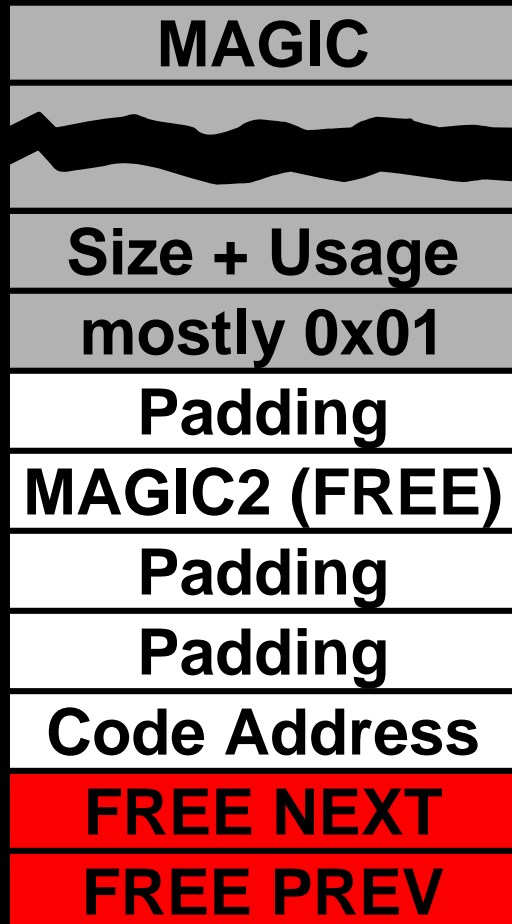 MAGIC
Size + Usage
mostly 0x01
Padding
MAGIC2 (FREE)
Padding
Padding
Code Address
FREE NEXT
FREE PREV